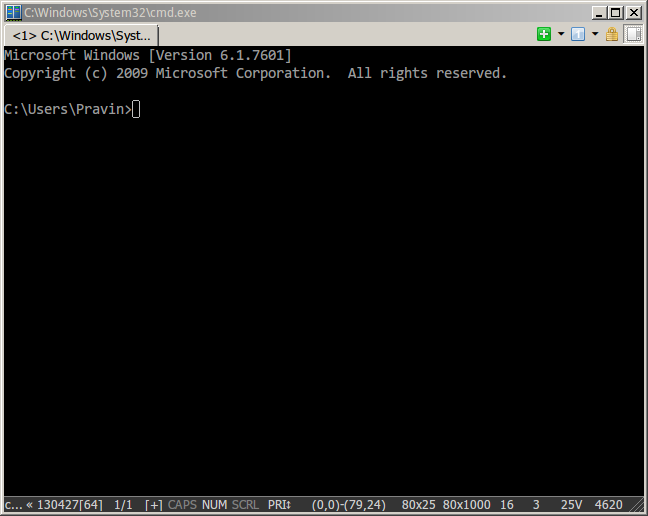 C:\Windows\System32\cmd.exe
<1> C:\Windows\Syst...
Microsoft Windows [Version 6.1.7601]
Copyright (c) 2009 Microsoft Corporation.  All rights reserved.
C:\Users\Pravin>
c... « 130427[64] 1/1 [+] CAPS NUM SCRL PRI↕ (0,0)-(79,24) 80x25 80x1000 16 3 25V 4620